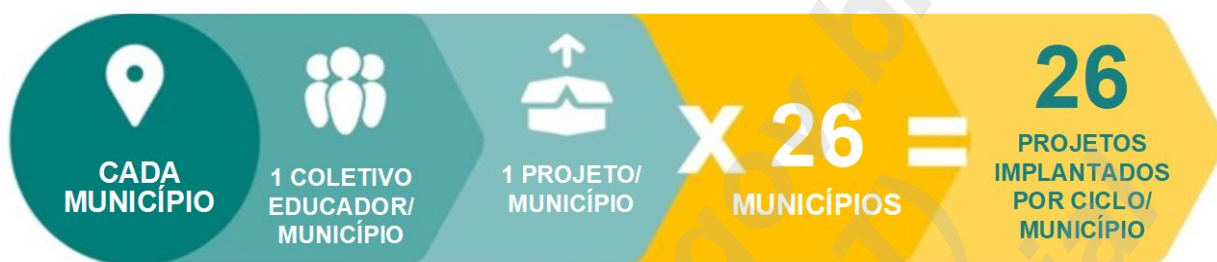 CADA
MUNICÍPIO
1 COLETIVO
EDUCADOR/
MUNICÍPIO
1 PROJETO/
MUNICÍPIO
X 26 =
MUNICÍPIOS
26
PROJETOS
IMPLANTADOS
POR CICLO/
MUNICÍPIO